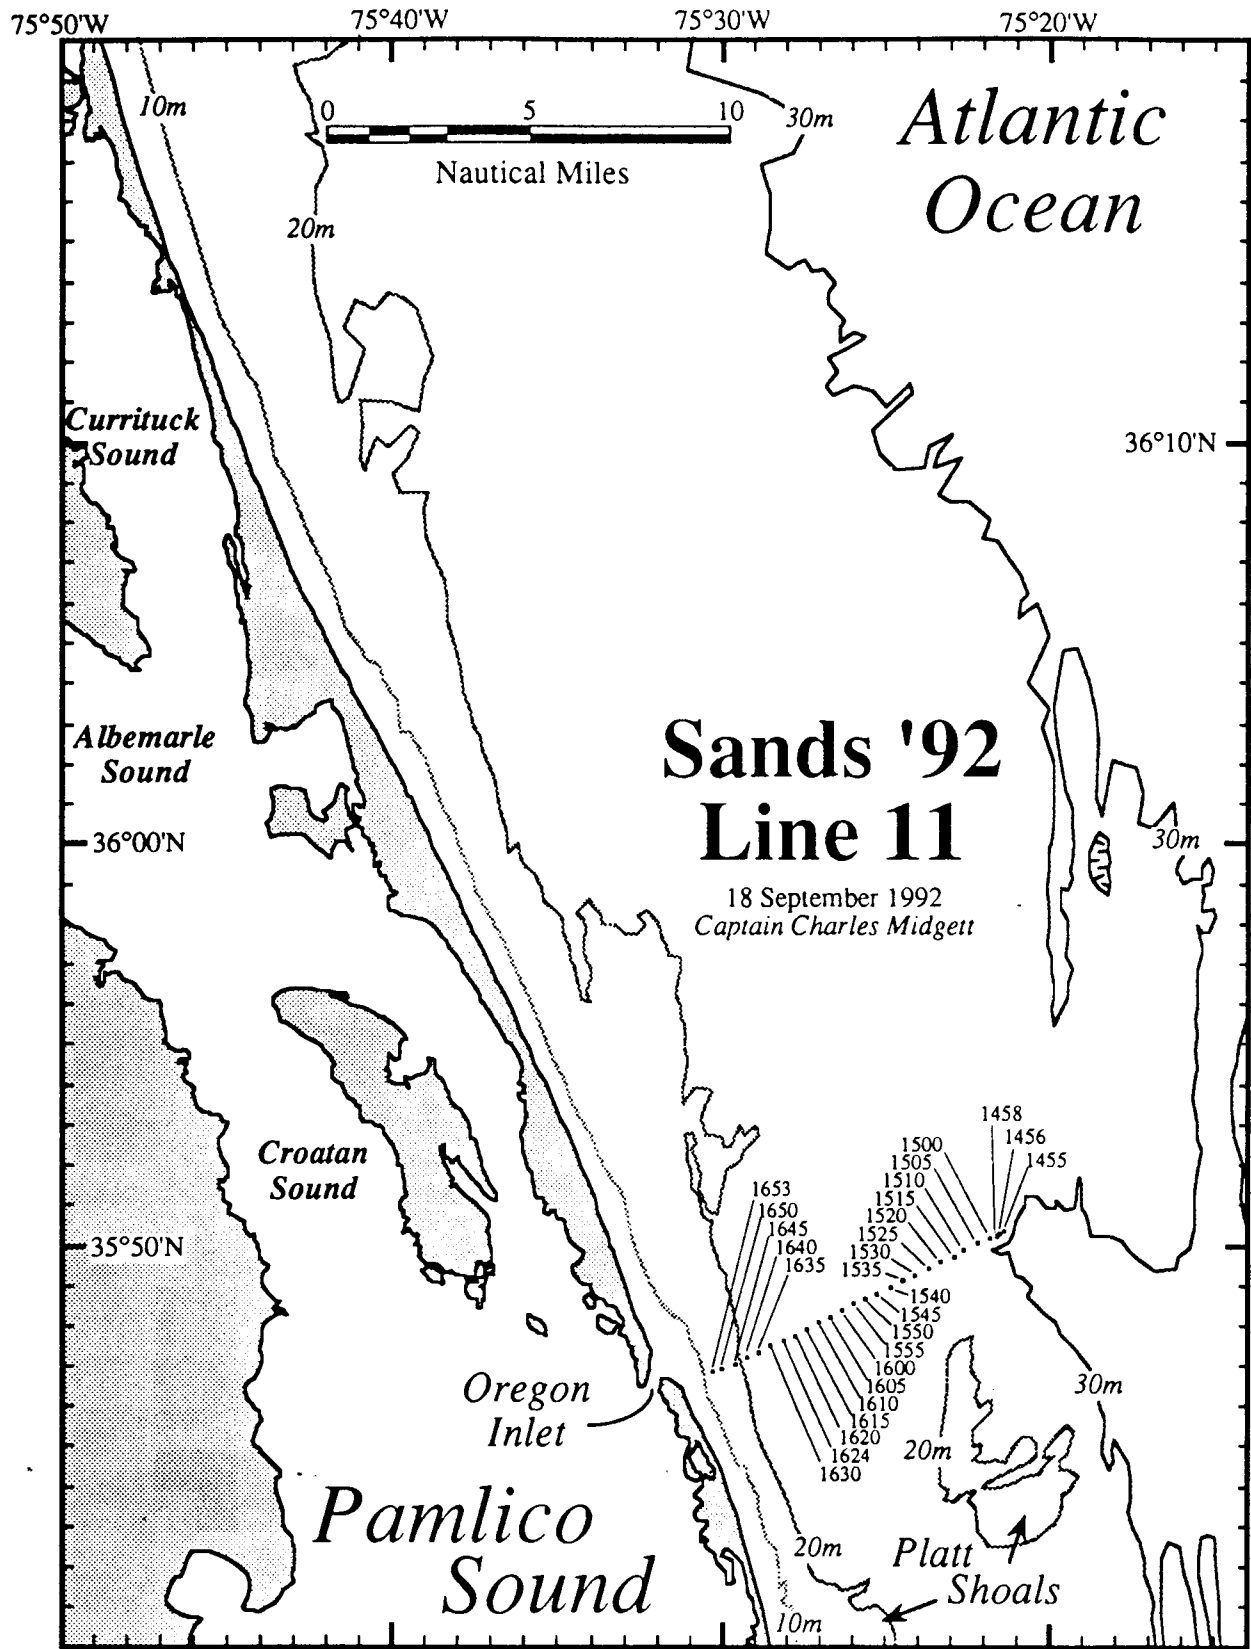 75°50'W
75°40'W
75°30'W
75°20'W
10m
0
5
10
Nautical Miles
30m
Atlantic
Ocean
20m
Currituck
Sound
36°10'N
Albemarle
Sound
Sands '92
Line 11
36°00'N
30m
18 September 1992
Captain Charles Midgett
Croatan
Sound
1458
1456
1455
1500
1505
1510
1515
1520
1525
1530
1535
1653
1650
1645
1640
1635
35°50'N
1540
1545
1550
1555
1600
1605
1610
1615
1620
1624
1630
Oregon
Inlet
30m
20m
Pamlico
Sound
20m
Platt
Shoals
10m